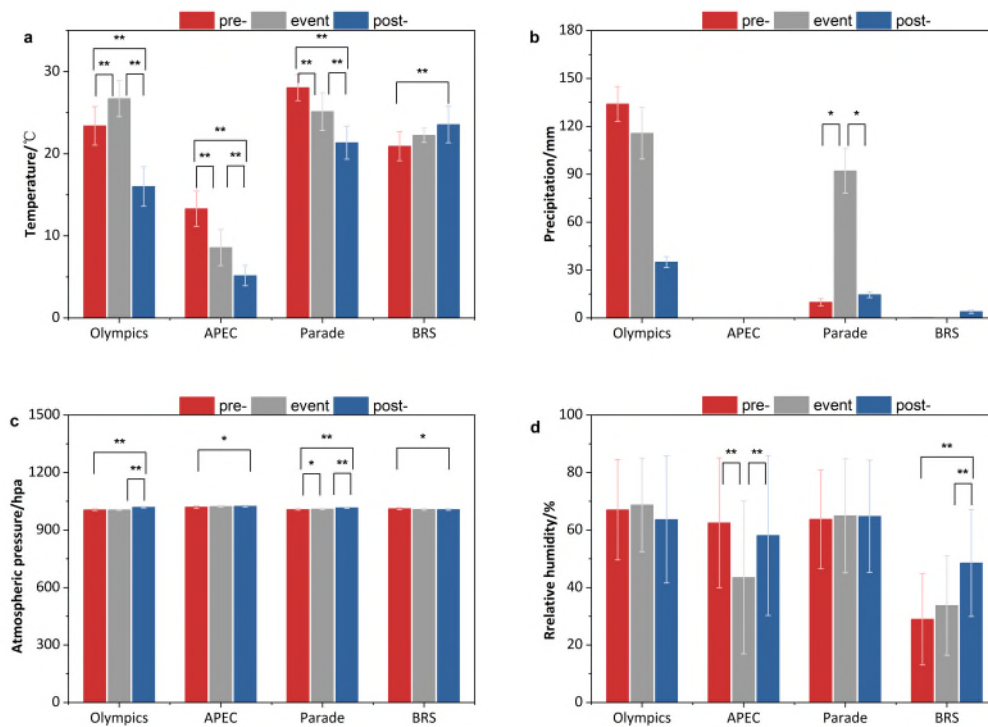 pre- event post-
a
**
**
**
**
**
**
**
**
**
**
Temperature/℃
30
20
10
0
Olympics APEC Parade BRS
pre- event post-
b
*
*
Precipitation/mm
180
150
120
90
60
30
0
Olympics APEC Parade BRS
pre- event post-
c
**
**
*
**
*
**
*
Atmospheric pressure/hpa
1500
1200
900
600
300
0
Olympics APEC Parade BRS
pre- event post-
d
**
**
**
**
Rrelative humidity/%
100
80
60
40
20
0
Olympics APEC Parade BRS